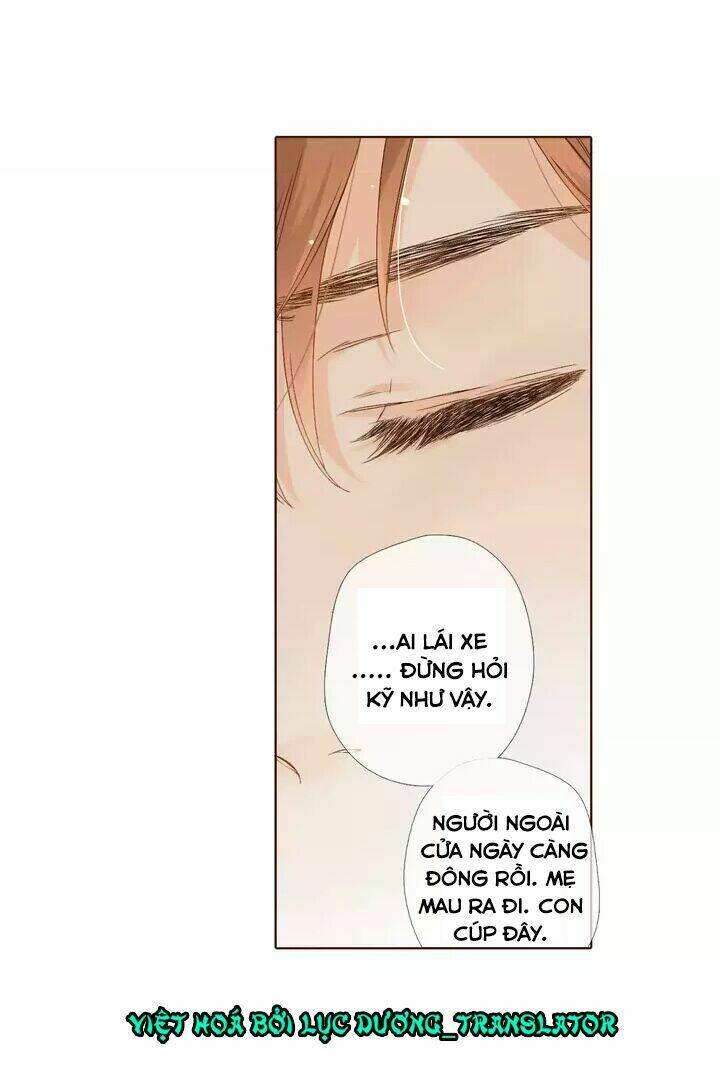 ...AI LÁI XE
..... ĐỪNG HỎI
KỸ NHƯ VẬY.
NGƯỜI NGOÀI
CỬA NGÀY CÀNG
ĐÔNG RỒI. MẸ
MAU RA ĐI. CON
CÚP ĐÂY.
VIỆT HOÁ BỞI LỤC DƯƠNG_TRANSLATOR